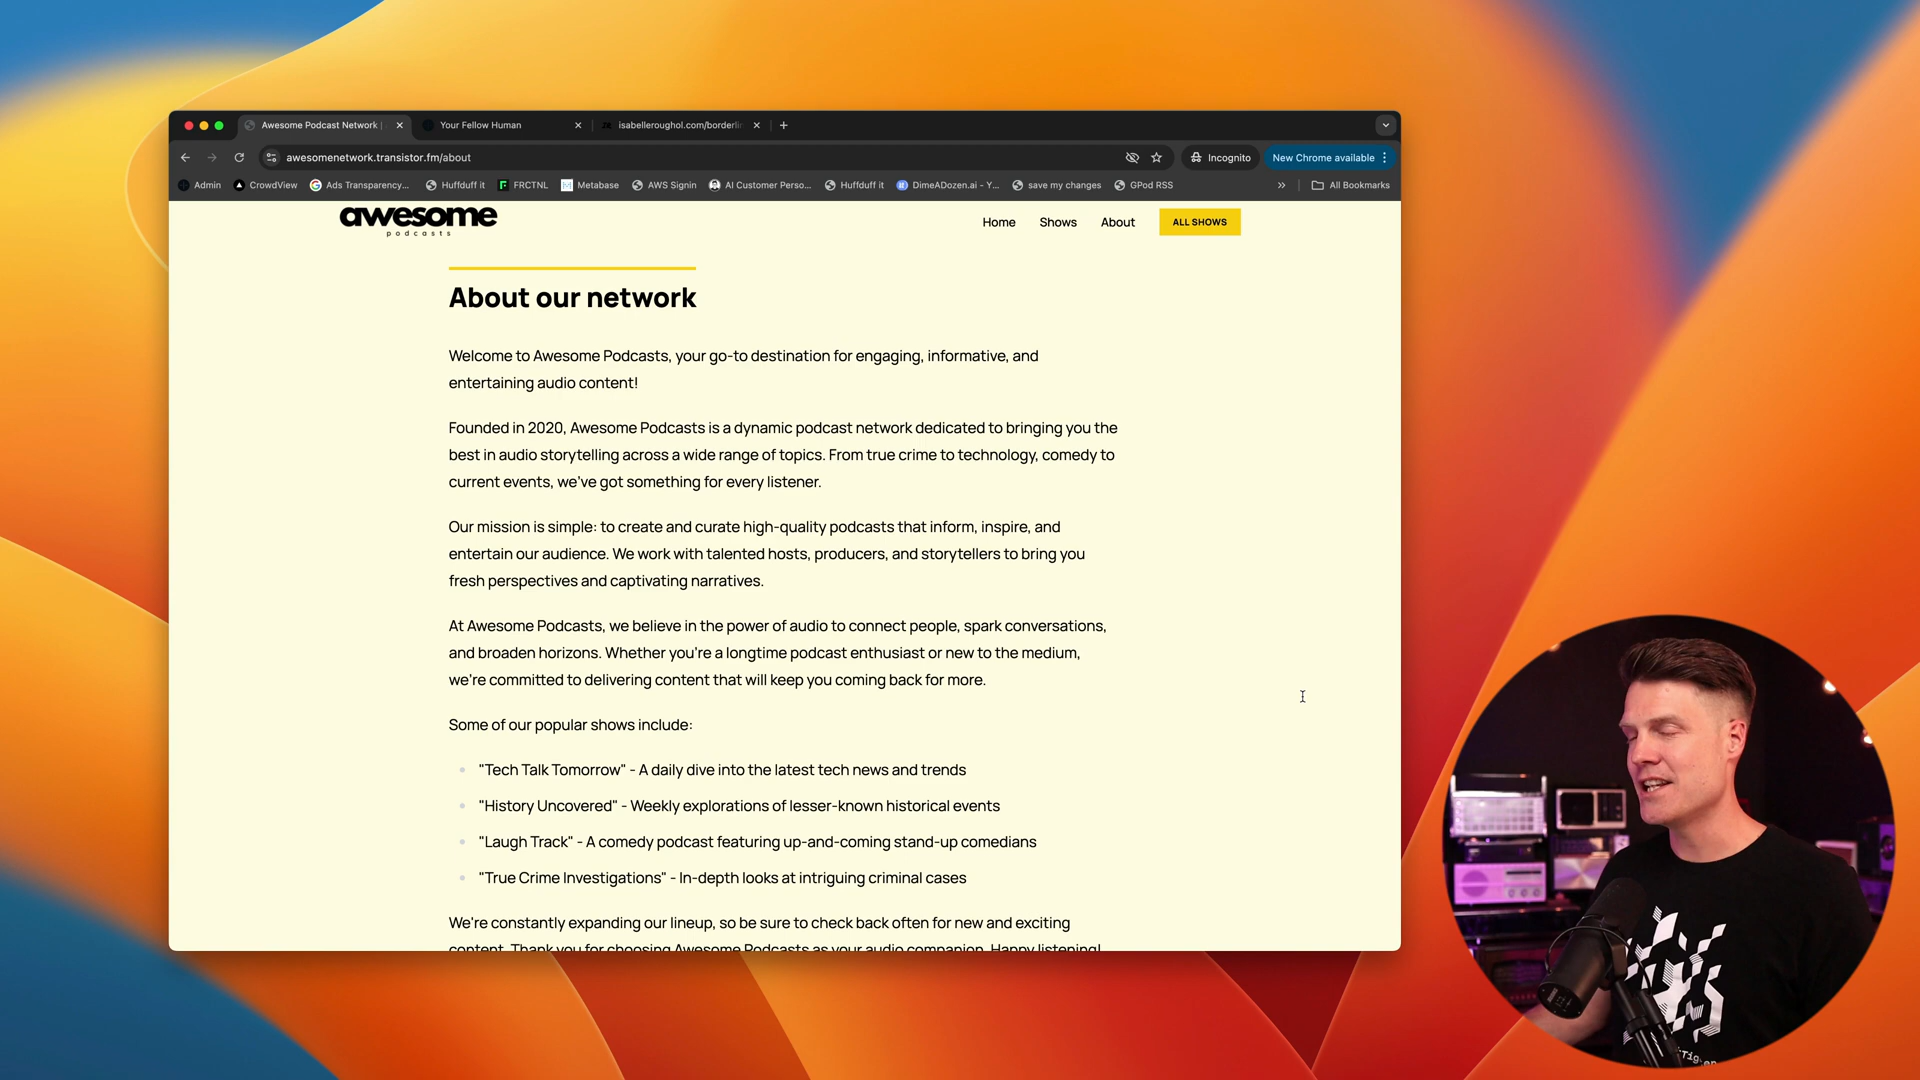 Awesome Podcast Network |
Your Fellow Human
isabelleroughol.com/borderli
awesomenetwork.transistor.fm/about
Incognito
New Chrome available
Admin
CrowdView
Ads Transparency...
Huffduff it
FRCTNL
Metabase
AWS Signin
AI Customer Perso...
Huffduff it
DimeADozen.ai - Y...
save my changes
GPod RSS
All Bookmarks
awesome
podcasts
Home
Shows
About
ALL SHOWS
About our network
Welcome to Awesome Podcasts, your go-to destination for engaging, informative, and
entertaining audio content!
Founded in 2020, Awesome Podcasts is a dynamic podcast network dedicated to bringing you the
best in audio storytelling across a wide range of topics. From true crime to technology, comedy to
current events, we've got something for every listener.
Our mission is simple: to create and curate high-quality podcasts that inform, inspire, and
entertain our audience. We work with talented hosts, producers, and storytellers to bring you
fresh perspectives and captivating narratives.
At Awesome Podcasts, we believe in the power of audio to connect people, spark conversations,
and broaden horizons. Whether you're a longtime podcast enthusiast or new to the medium,
we're committed to delivering content that will keep you coming back for more.
Some of our popular shows include:
"Tech Talk Tomorrow" - A daily dive into the latest tech news and trends
"History Uncovered" - Weekly explorations of lesser-known historical events
"Laugh Track" - A comedy podcast featuring up-and-coming stand-up comedians
"True Crime Investigations" - In-depth looks at intriguing criminal cases
We're constantly expanding our lineup, so be sure to check back often for new and exciting
content. Thank you for choosing Awesome Podcasts as your audio companion. Happy listening!